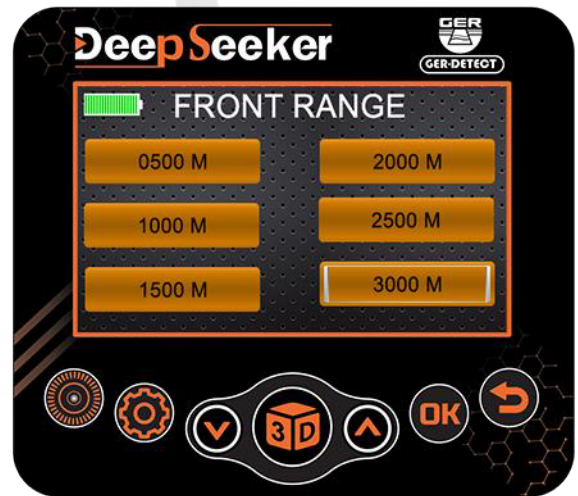 DeepSeeker
GER
GER-DETECT
FRONT RANGE
0500 M
2000 M
1000 M
2500 M
1500 M
3000 M
3D
OK